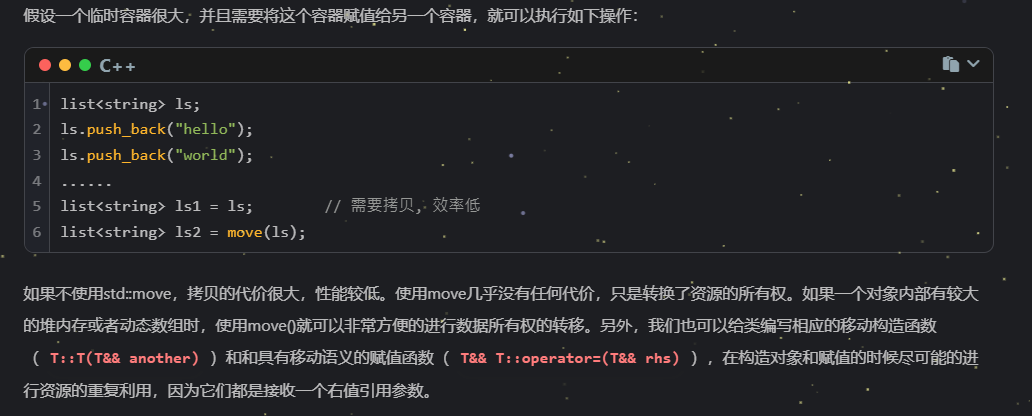 假设一个临时容器很大，并且需要将这个容器赋值给另一个容器，就可以执行如下操作：
C++
1 list<string> ls;
2 ls.push_back("hello");
3 ls.push_back("world");
4 ......
5 list<string> ls1 = ls;        // 需要拷贝, 效率低
6 list<string> ls2 = move(ls);
如果不使用std::move，拷贝的代价很大，性能较低。使用move几乎没有任何代价，只是转换了资源的所有权。如果一个对象内部有较大
的堆内存或者动态数组时，使用move()就可以非常方便的进行数据所有权的转移。另外，我们也可以给类编写相应的移动构造函数
（ T::T(T&& another) ）和和具有移动语义的赋值函数（ T&& T::operator=(T&& rhs) ），在构造对象和赋值的时候尽可能的进
行资源的重复利用，因为它们都是接收一个右值引用参数。